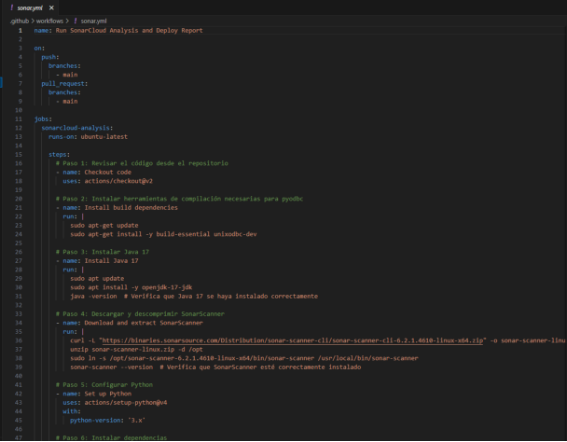 sonar.yml
.github > workflows > sonar.yml
1 name: Run SonarCloud Analysis and Deploy Report
2
3 on:
4 push:
5 branches:
6 - main
7 pull_request:
8 branches:
9 - main
10
11 jobs:
12 sonarcloud-analysis:
13 runs-on: ubuntu-latest
14
15 steps:
16 # Paso 1: Revisar el código desde el repositorio
17 - name: Checkout code
18 uses: actions/checkout@v2
19
20 # Paso 2: Instalar herramientas de compilación necesarias para pyodbc
21 - name: Install build dependencies
22 run: |
23 sudo apt-get update
24 sudo apt-get install -y build-essential unixodbc-dev
25
26 # Paso 3: Instalar Java 17
27 - name: Install Java 17
28 run: |
29 sudo apt update
30 sudo apt install -y openjdk-17-jdk
31 java -version # Verifica que Java 17 se haya instalado correctamente
32
33 # Paso 4: Descargar y descomprimir SonarScanner
34 - name: Download and extract SonarScanner
35 run: |
36 curl -L "https://binaries.sonarsource.com/Distribution/sonar-scanner-cli/sonar-scanner-cli-6.2.1.4610-linux-x64.zip" -o sonar-scanner-linu
37 unzip sonar-scanner-linux.zip -d /opt
38 sudo ln -s /opt/sonar-scanner-6.2.1.4610-linux-x64/bin/sonar-scanner /usr/local/bin/sonar-scanner
39 sonar-scanner --version # Verifica que SonarScanner esté correctamente instalado
40
41 # Paso 5: Configurar Python
42 - name: Set up Python
43 uses: actions/setup-python@v4
44 with:
45 python-version: '3.x'
46
47 # Paso 6: Instalar dependencias